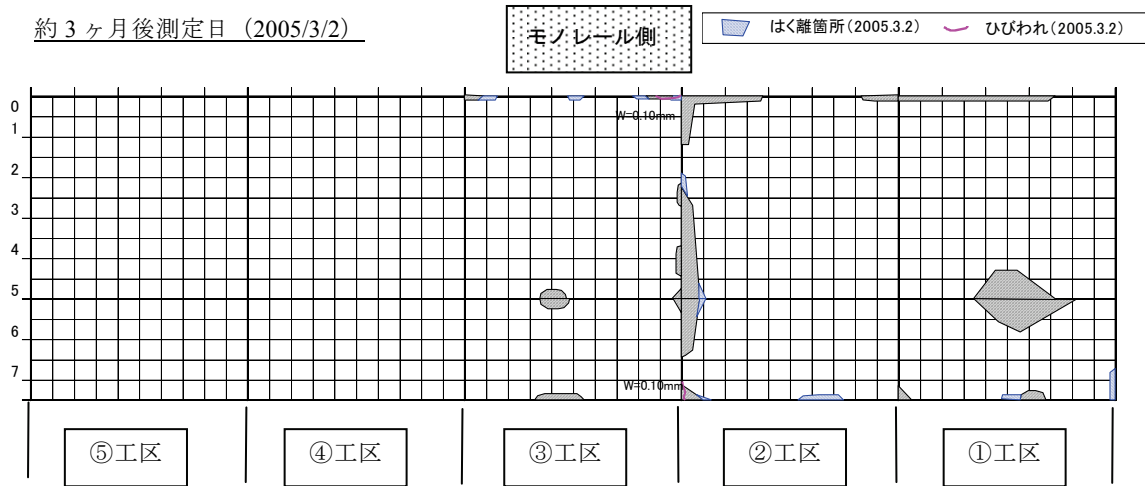 約 3 ヶ月後測定日（2005/3/2）
モノレール側
はく離箇所(2005.3.2) ひびわれ(2005.3.2)
0
W=0.10mm
1
2
3
4
5
6
7
W=0.10mm
⑤工区 ④工区 ③工区 ②工区 ①工区